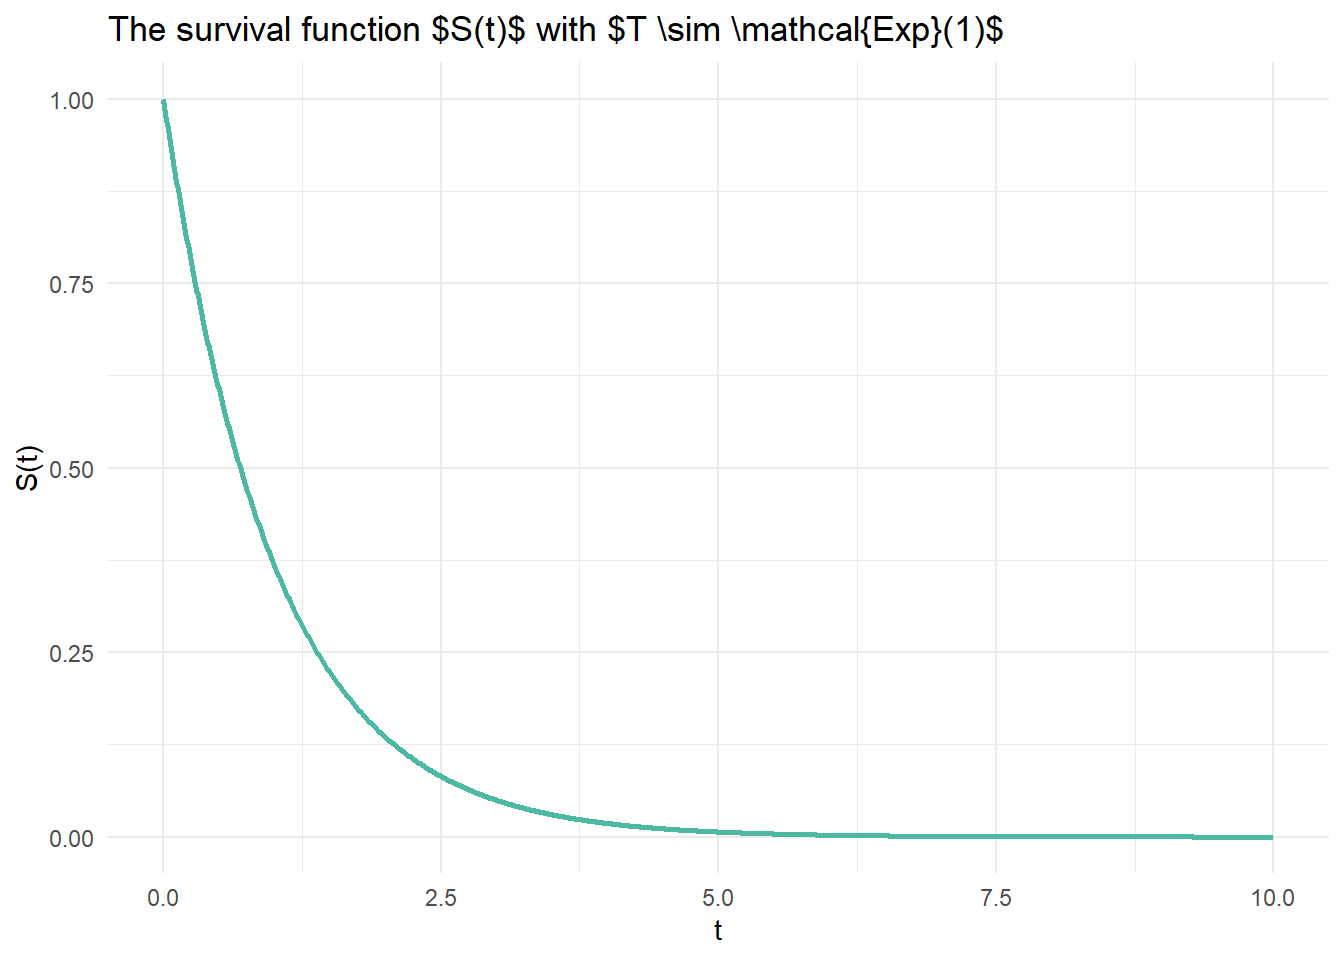 The survival function $S(t)$ with $T \sim \mathcal{Exp}(1)$
1.00
0.75
0.50
0.25
0.00
S(t)
0.0 2.5 5.0 7.5 10.0
t